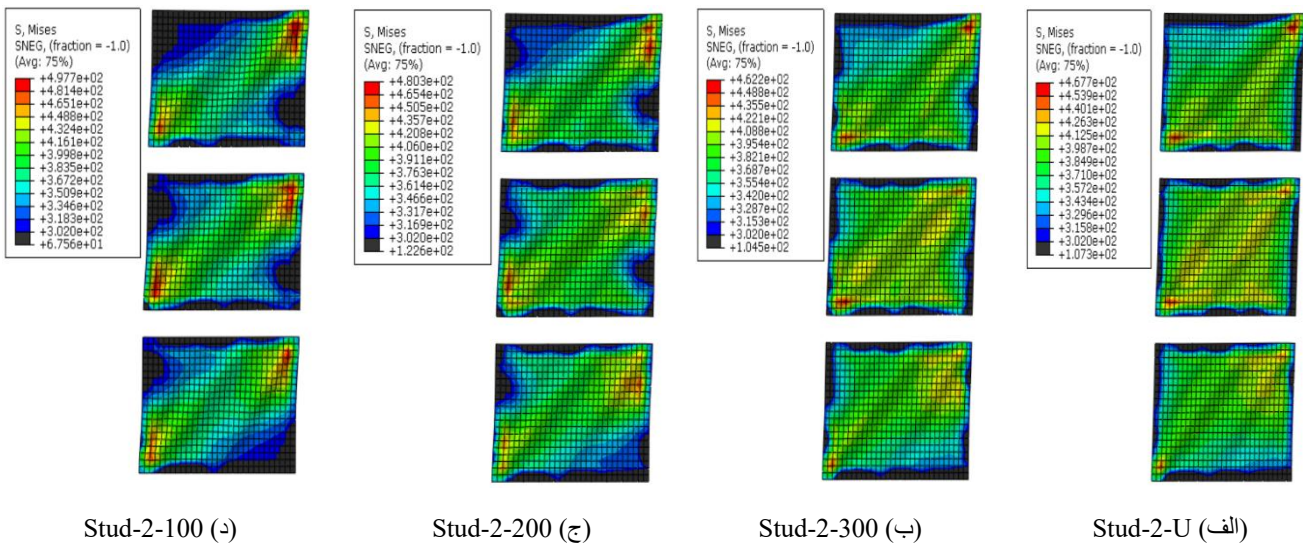 S, Mises
SNEG, (fraction = -1.0)
(Avg: 75%)
+4.977e+02
+4.814e+02
+4.651e+02
+4.488e+02
+4.324e+02
+4.161e+02
+3.998e+02
+3.835e+02
+3.672e+02
+3.509e+02
+3.346e+02
+3.183e+02
+3.020e+02
+6.756e+01
S, Mises
SNEG, (fraction = -1.0)
(Avg: 75%)
+4.803e+02
+4.654e+02
+4.505e+02
+4.357e+02
+4.208e+02
+4.060e+02
+3.911e+02
+3.763e+02
+3.614e+02
+3.466e+02
+3.317e+02
+3.169e+02
+3.020e+02
+1.226e+02
S, Mises
SNEG, (fraction = -1.0)
(Avg: 75%)
+4.622e+02
+4.488e+02
+4.355e+02
+4.221e+02
+4.088e+02
+3.954e+02
+3.821e+02
+3.687e+02
+3.554e+02
+3.420e+02
+3.287e+02
+3.153e+02
+3.020e+02
+1.045e+02
S, Mises
SNEG, (fraction = -1.0)
(Avg: 75%)
+4.677e+02
+4.539e+02
+4.401e+02
+4.263e+02
+4.125e+02
+3.987e+02
+3.849e+02
+3.710e+02
+3.572e+02
+3.434e+02
+3.296e+02
+3.158e+02
+3.020e+02
+1.073e+02
Stud-2-100 (د)
Stud-2-200 (ج)
Stud-2-300 (ب)
Stud-2-U (الف)